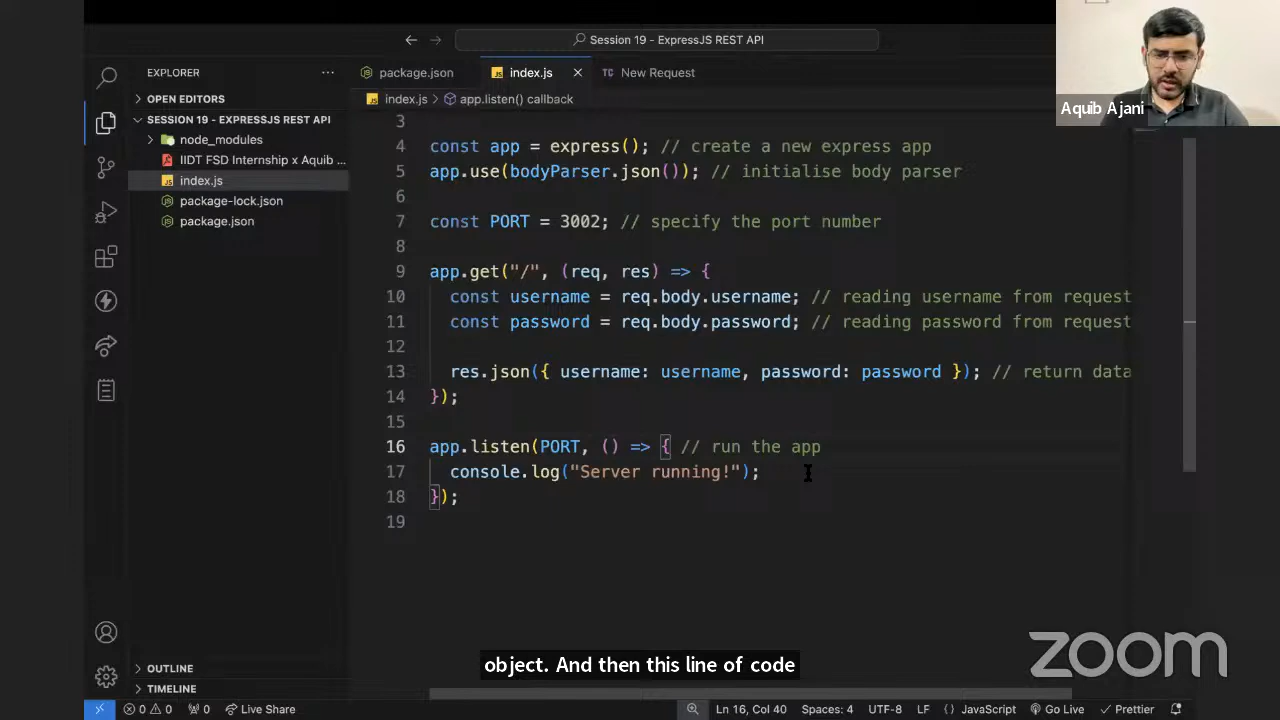 Session 19 - ExpressJS REST API
Aquib Ajani
EXPLORER
package.json
index.js
New Request
OPEN EDITORS
index.js > app.listen() callback
SESSION 19 - EXPRESSJS REST API
node_modules
IIDT FSD Internship x Aquib ...
index.js
package-lock.json
package.json
3
4 const app = express(); // create a new express app
5 app.use(bodyParser.json()); // initialise body parser
6
7 const PORT = 3002; // specify the port number
8
9 app.get("/", (req, res) => {
10 const username = req.body.username; // reading username from request
11 const password = req.body.password; // reading password from request
12
13 res.json({ username: username, password: password }); // return data
14 });
15
16 app.listen(PORT, () => { // run the app
17 console.log("Server running!");
18 });
19
object. And then this line of code
zoom
OUTLINE
TIMELINE
0 0 0 Live Share Ln 16, Col 40 Spaces: 4 UTF-8 LF {} JavaScript Go Live Prettier